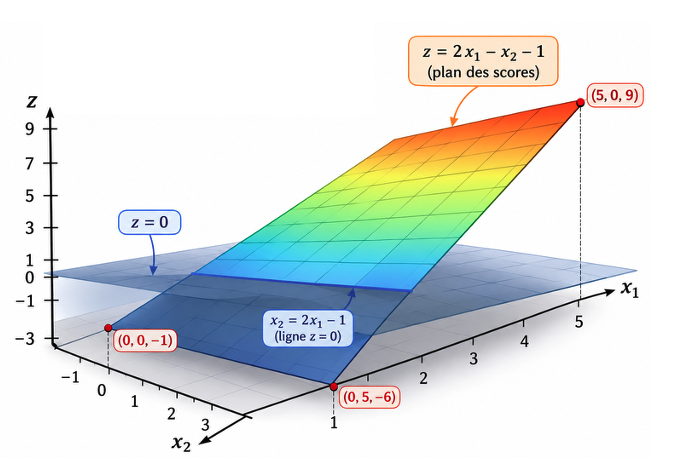 z = 2x₁ − x₂ − 1
(plan des scores)
(5, 0, 9)
z
9
7
5
3
1
0
−1
−3
z = 0
x₂ = 2x₁ − 1
(ligne z = 0)
(0, 0, −1)
(0, 5, −6)
−1
0
1
2
3
x₂
1
2
3
4
5
x₁